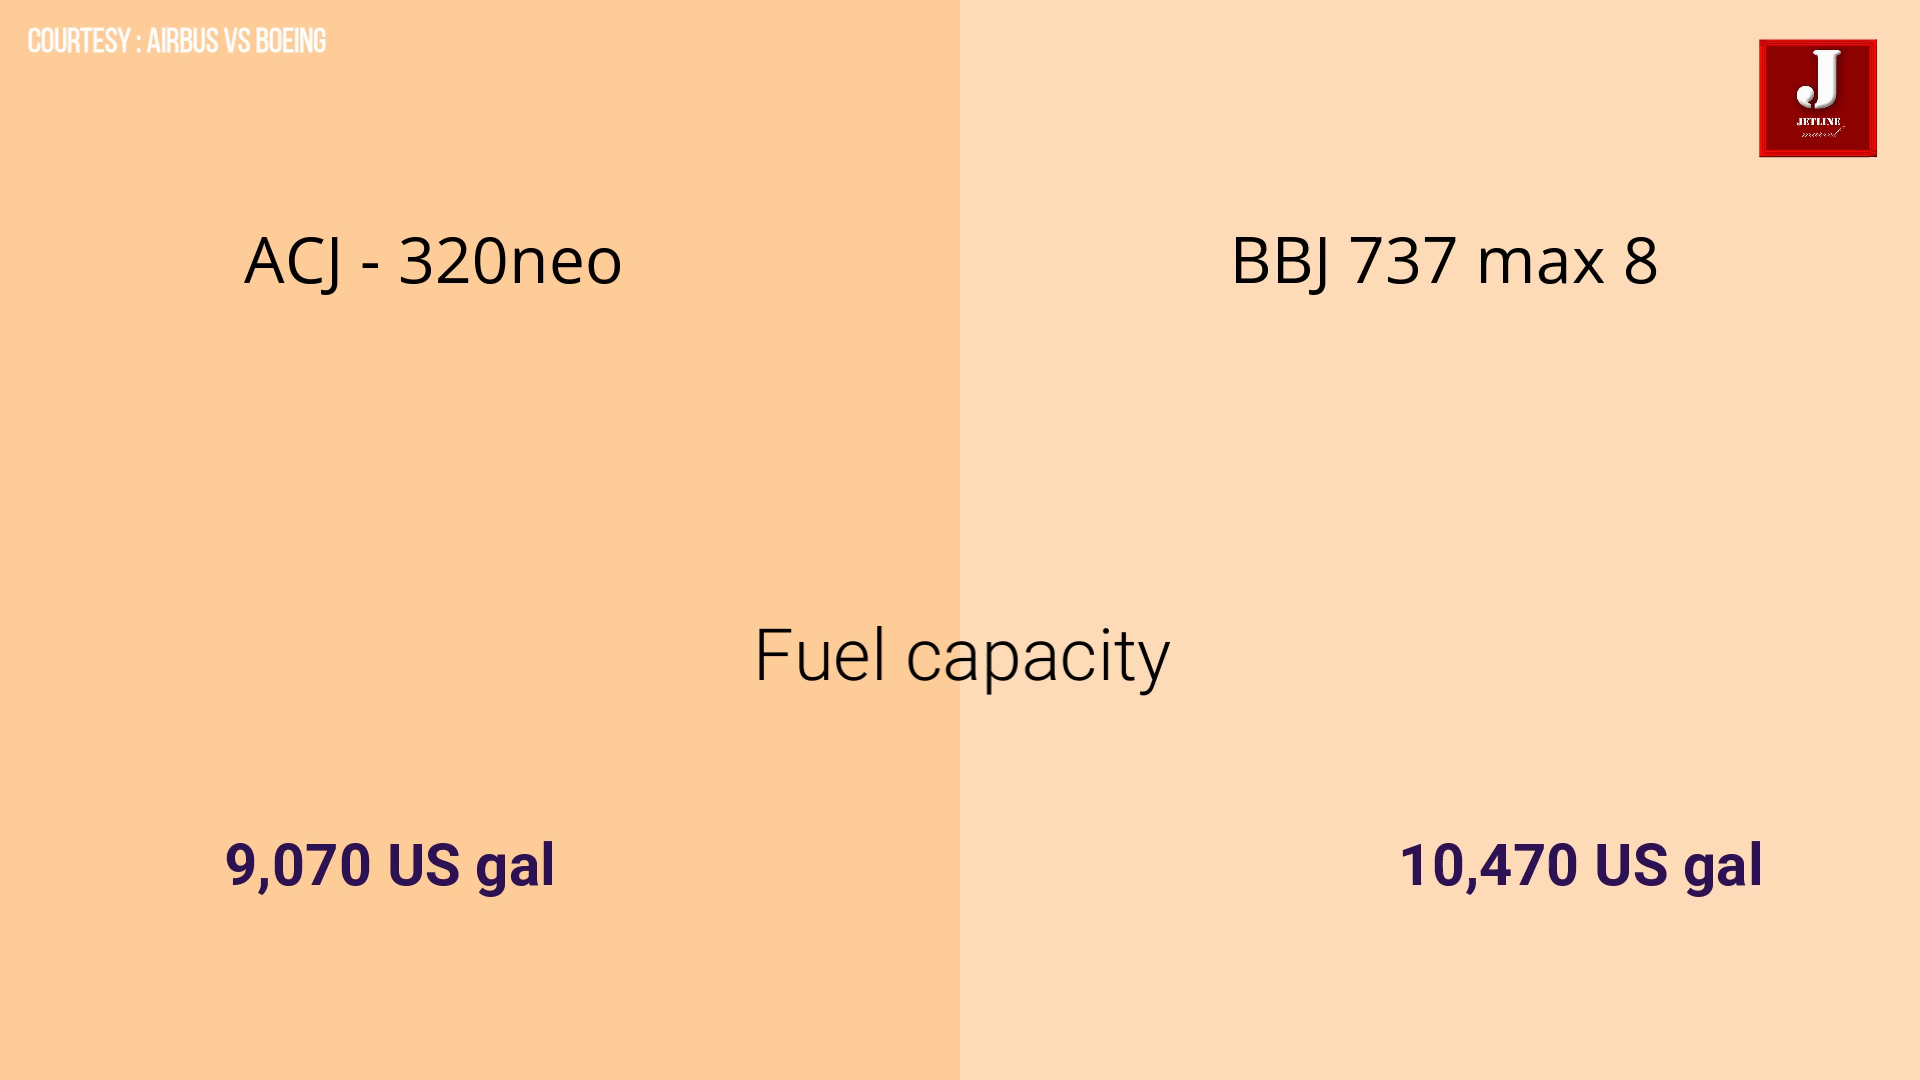 COURTESY : AIRBUS VS BOEING
J
JETLINE
marvel
ACJ - 320neo
BBJ 737 max 8
Fuel capacity
9,070 US gal
10,470 US gal